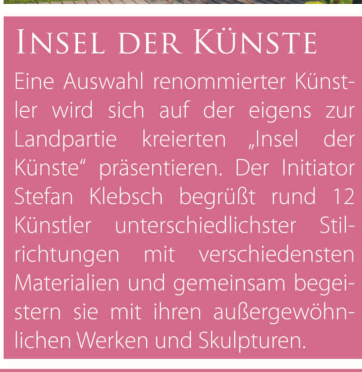 Insel der Künste
Eine Auswahl renommierter Künst-
ler wird sich auf der eigens zur
Landpartie kreierten „Insel der
Künste“ präsentieren. Der Initiator
Stefan Klebsch begrüßt rund 12
Künstler unterschiedlichster Stil-
richtungen mit verschiedensten
Materialien und gemeinsam begei-
stern sie mit ihren außergewöhn-
lichen Werken und Skulpturen.